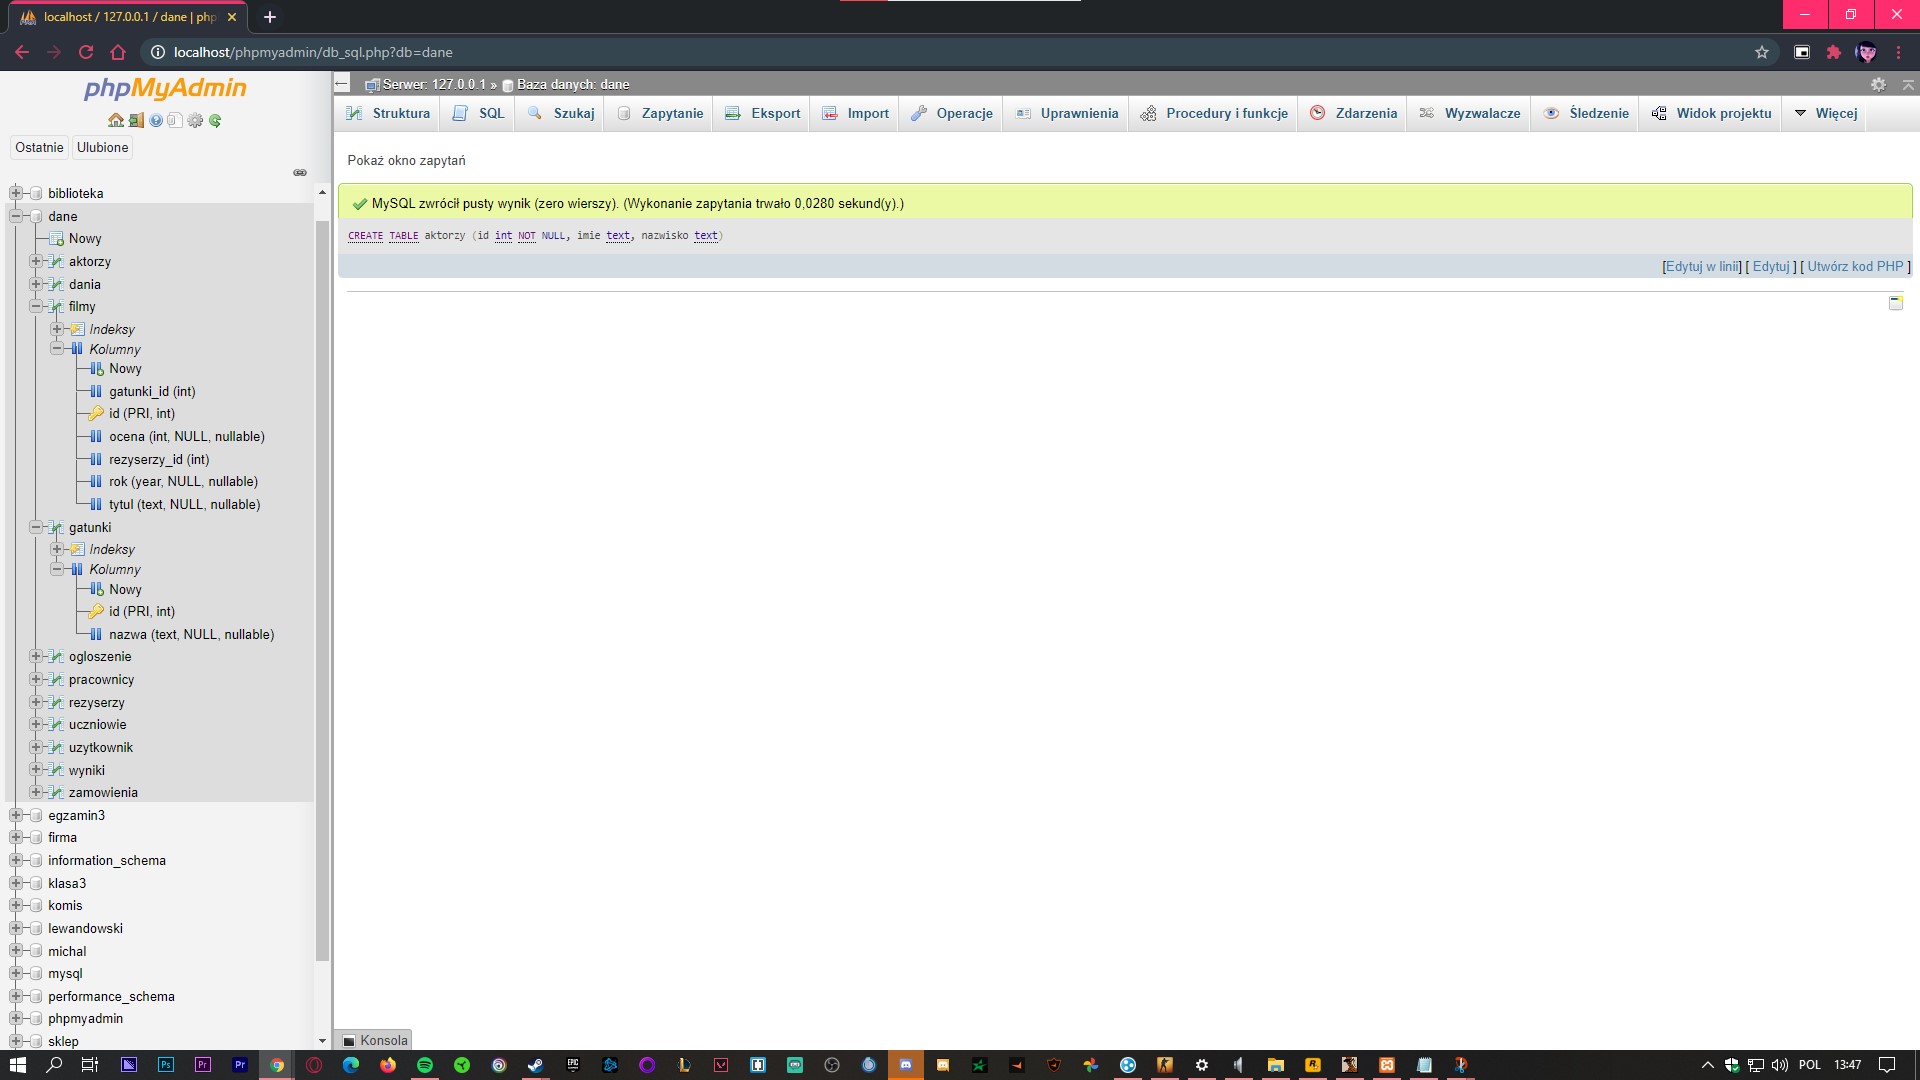 localhost / 127.0.0.1 / dane | php
localhost/phpmyadmin/db_sql.php?db=dane
phpMyAdmin
Ostatnie
Ulubione
biblioteka
dane
Nowy
aktorzy
dania
filmy
Indeksy
Kolumny
Nowy
gatunki_id (int)
id (PRI, int)
ocena (int, NULL, nullable)
rezyserzy_id (int)
rok (year, NULL, nullable)
tytul (text, NULL, nullable)
gatunki
Indeksy
Kolumny
Nowy
id (PRI, int)
nazwa (text, NULL, nullable)
ogloszenie
pracownicy
rezyserzy
uczniowie
uzytkownik
wyniki
zamowienia
egzamin3
firma
information_schema
klasa3
komis
lewandowski
michal
mysql
performance_schema
phpmyadmin
sklep
Serwer: 127.0.0.1 » Baza danych: dane
Struktura
SQL
Szukaj
Zapytanie
Eksport
Import
Operacje
Uprawnienia
Procedury i funkcje
Zdarzenia
Wyzwalacze
Śledzenie
Widok projektu
Więcej
Pokaż okno zapytań
MySQL zwrócił pusty wynik (zero wierszy). (Wykonanie zapytania trwało 0,0280 sekund(y).)
CREATE TABLE aktorzy (id int NOT NULL, imie text, nazwisko text)
[Edytuj w linii] [ Edytuj ] [ Utwórz kod PHP ]
Konsola
Ps
Pr
Pr
EPIC
POL
13:47